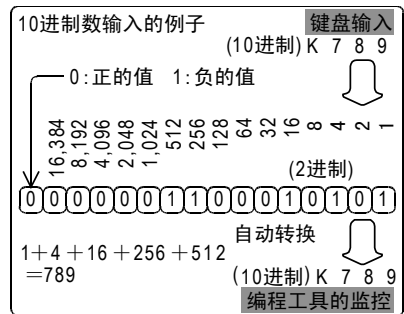 10进制数输入的例子
键盘输入
(10进制) K 7 8 9
0:正的值 1:负的值
16,384 8,192 4,096 2,048 1,024 512 256 128 64 32 16 8 4 2 1
(2进制)
0 0 0 0 0 0 1 1 0 0 0 1 0 1 0 1
自动转换
1+4+16+256+512
=789
(10进制) K 7 8 9
编程工具的监控